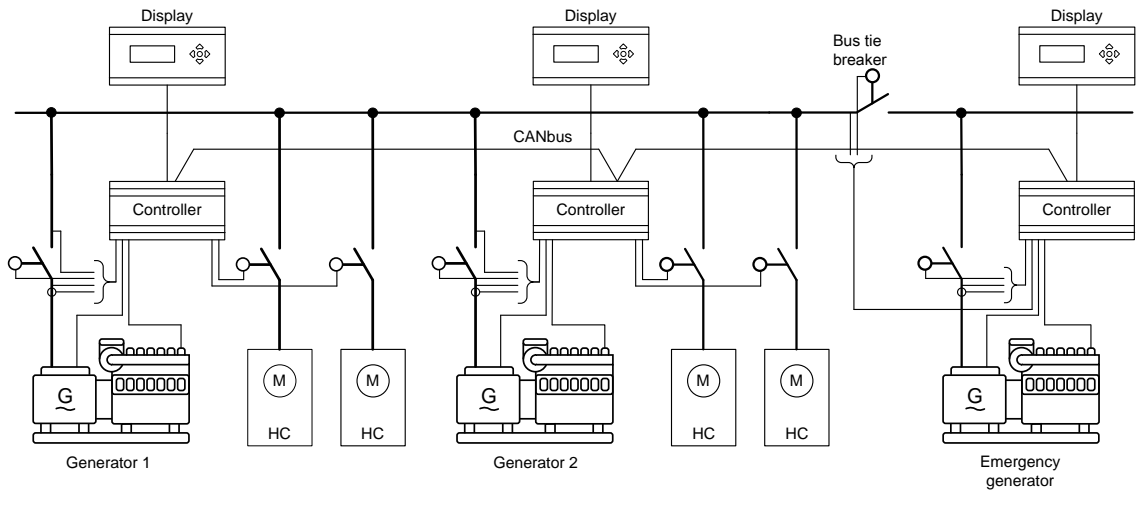 Display
Display
Display
Bus tie
breaker
CANbus
Controller
Controller
Controller
G
M
HC
M
HC
G
M
HC
M
HC
G
Generator 1
Generator 2
Emergency
generator